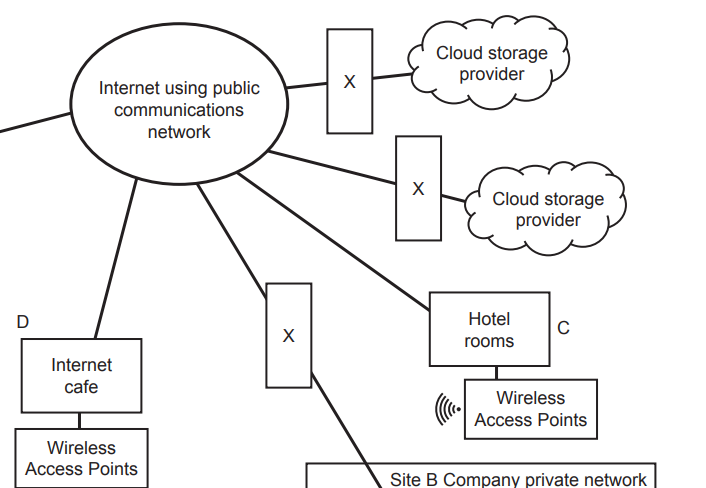 Internet using public
communications
network
X
Cloud storage
provider
X
Cloud storage
provider
D
Internet
cafe
Wireless
Access Points
X
Hotel
rooms
C
Wireless
Access Points
Site B Company private network